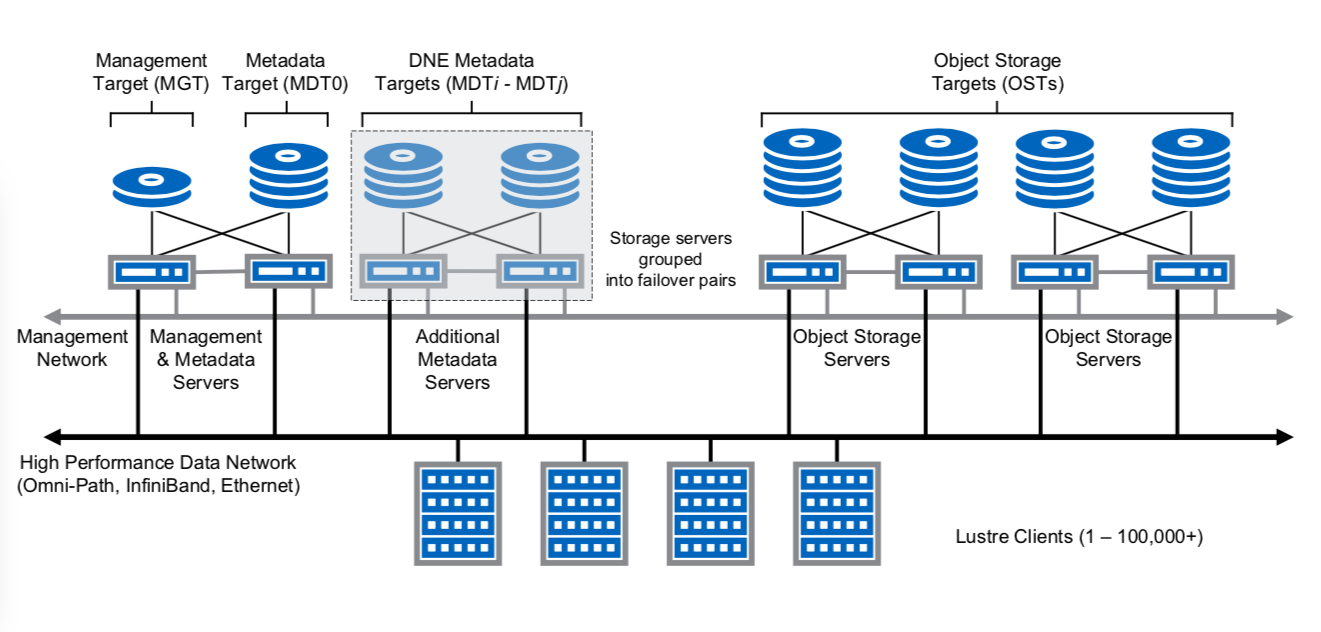 Management
Target (MGT)
Metadata
Target (MDT0)
DNE Metadata
Targets (MDTi - MDTj)
Object Storage
Targets (OSTs)
Storage servers
grouped
into failover pairs
Management
Network
Management
& Metadata
Servers
Additional
Metadata
Servers
Object Storage
Servers
Object Storage
Servers
High Performance Data Network
(Omni-Path, InfiniBand, Ethernet)
Lustre Clients (1 – 100,000+)